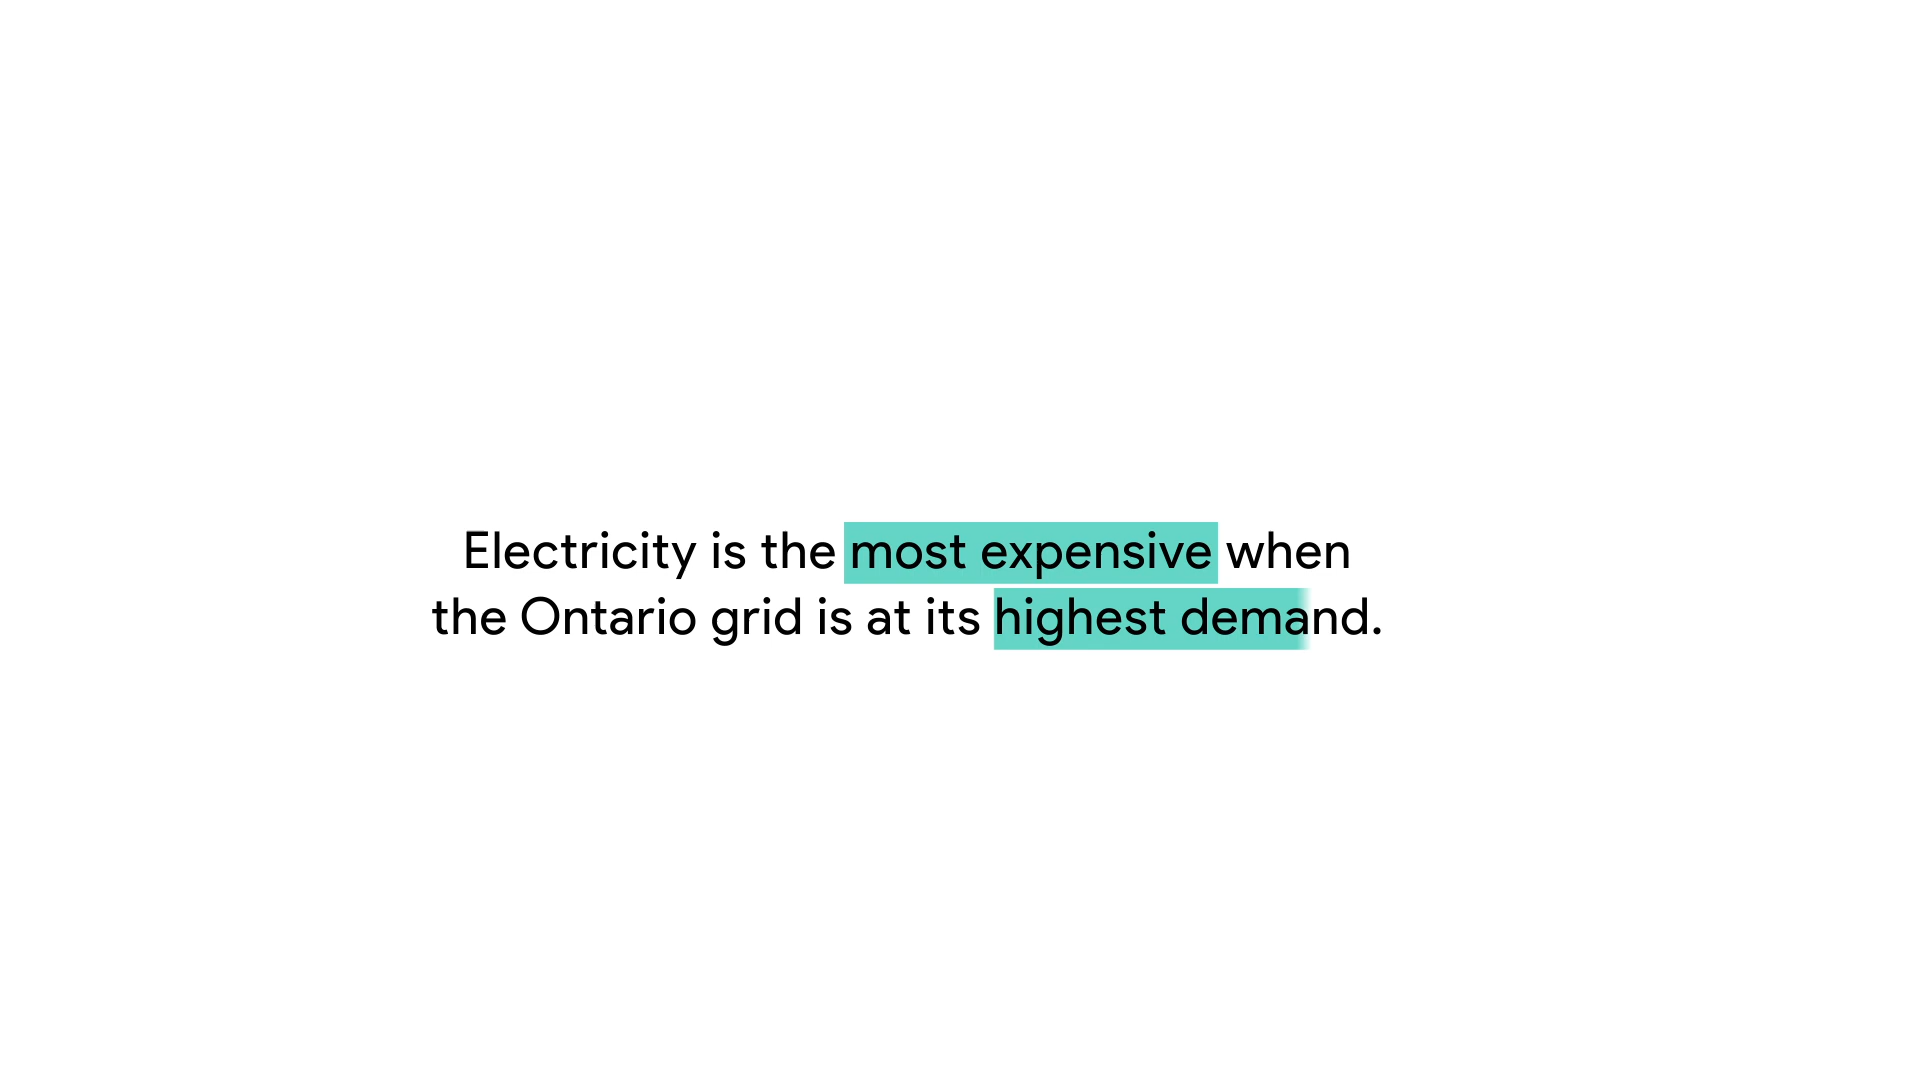 Electricity is the most expensive when
the Ontario grid is at its highest demand.